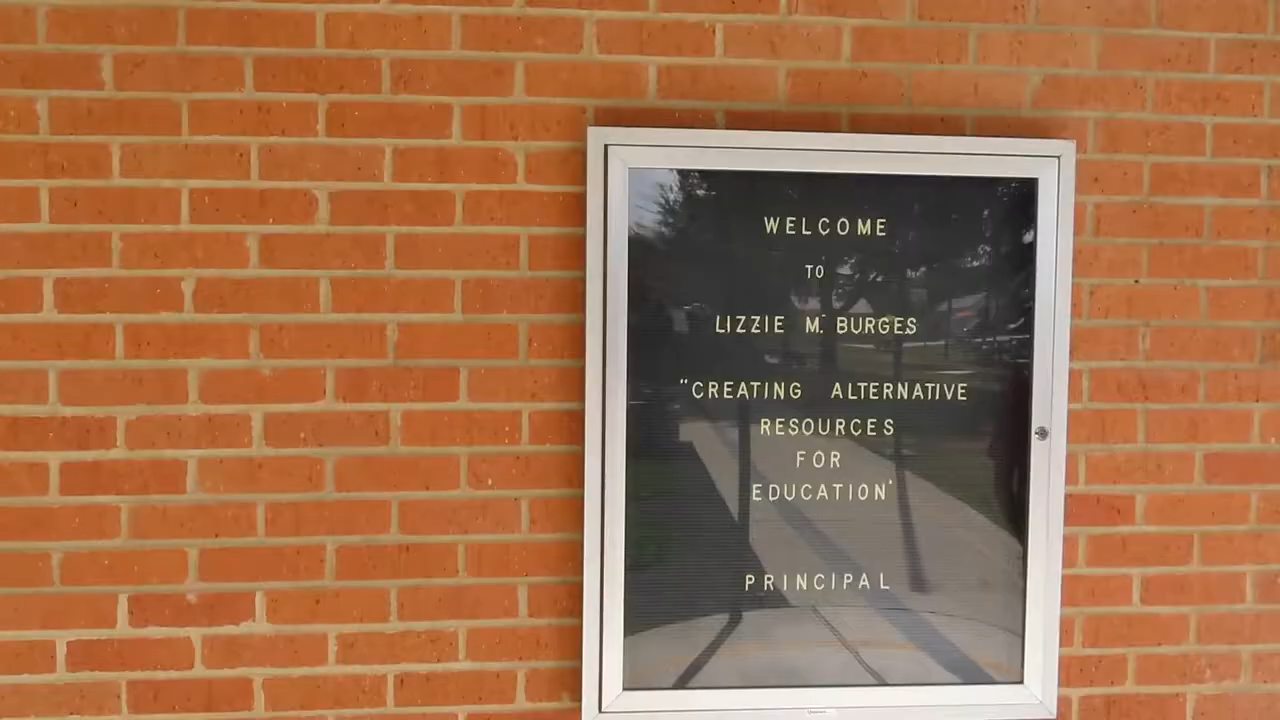 WELCOME
TO
LIZZIE M. BURGES
"CREATING ALTERNATIVE
RESOURCES
FOR
EDUCATION'
PRINCIPAL